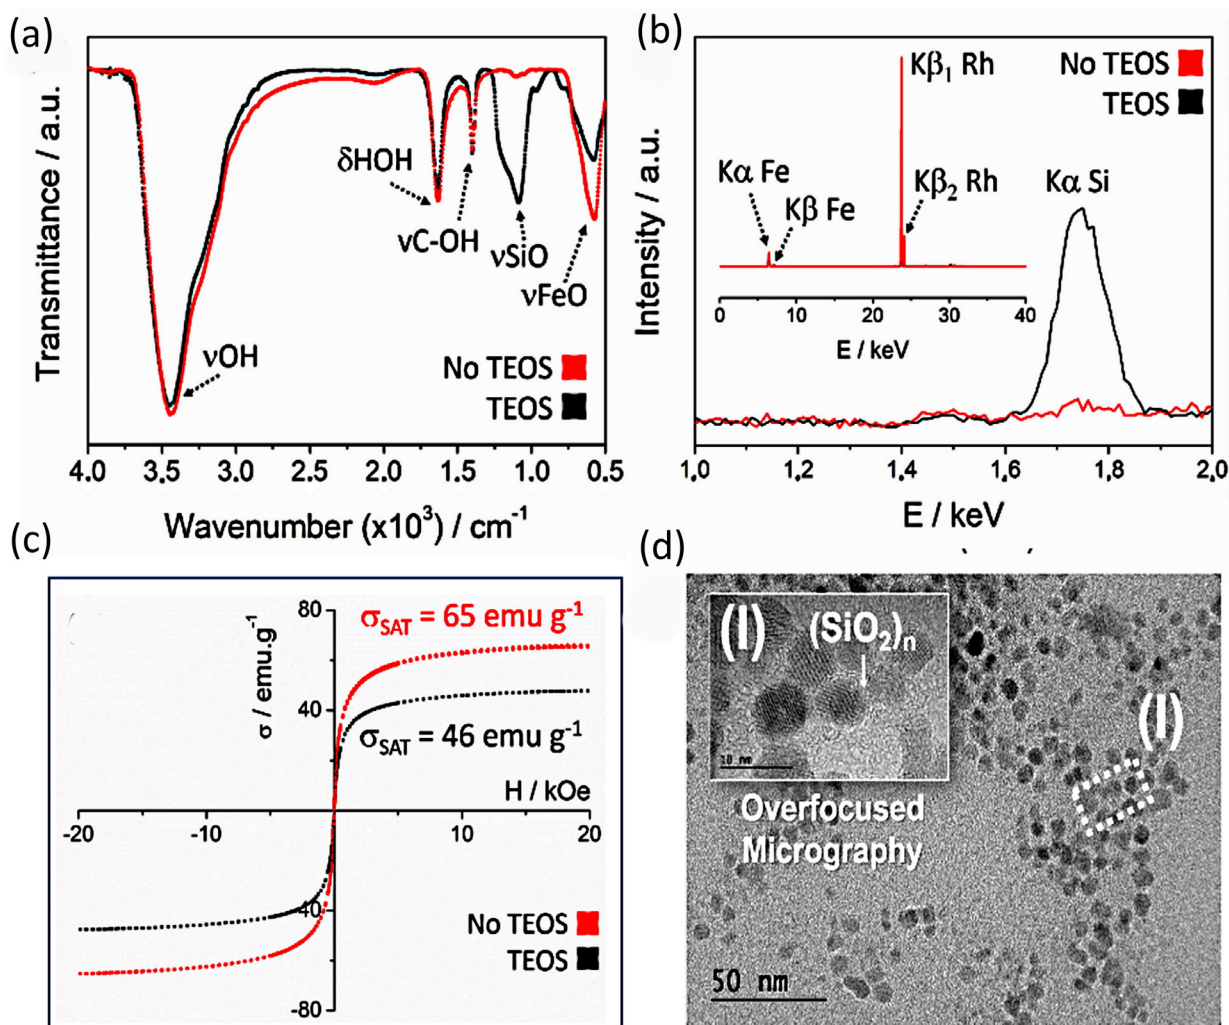 (a)
Transmittance / a.u.
δHOH
νC-OH
νSiO
νFeO
νOH
No TEOS
TEOS
4.0 3.5 3.0 2.5 2.0 1.5 1.0 0.5
Wavenumber (x10³) / cm⁻¹
(b)
Intensity / a.u.
Kβ₁ Rh
No TEOS
TEOS
Kα Fe
Kβ Fe
Kβ₂ Rh
Kα Si
0 10 20 30 40
E / keV
1.0 1.2 1.4 1.6 1.8 2.0
E / keV
(c)
σ / emu.g⁻¹
80
σSAT = 65 emu g⁻¹
40
σSAT = 46 emu g⁻¹
H / kOe
-20 -10 10 20
-40
No TEOS
TEOS
-80
(d)
(I)
(SiO₂)ₙ
10 nm
(I)
Overfocused
Micrography
50 nm